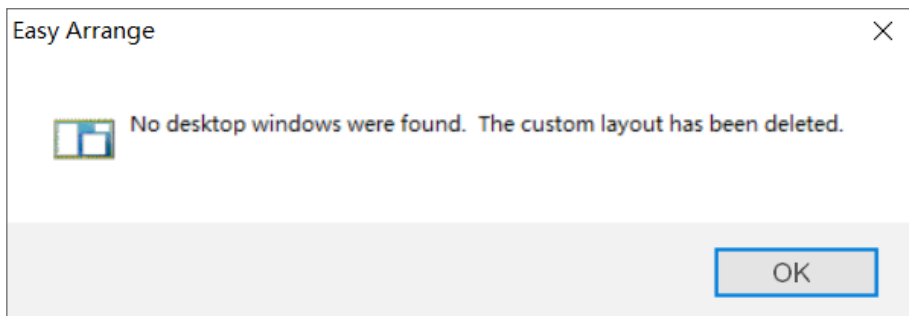 Easy Arrange
No desktop windows were found.  The custom layout has been deleted.
OK